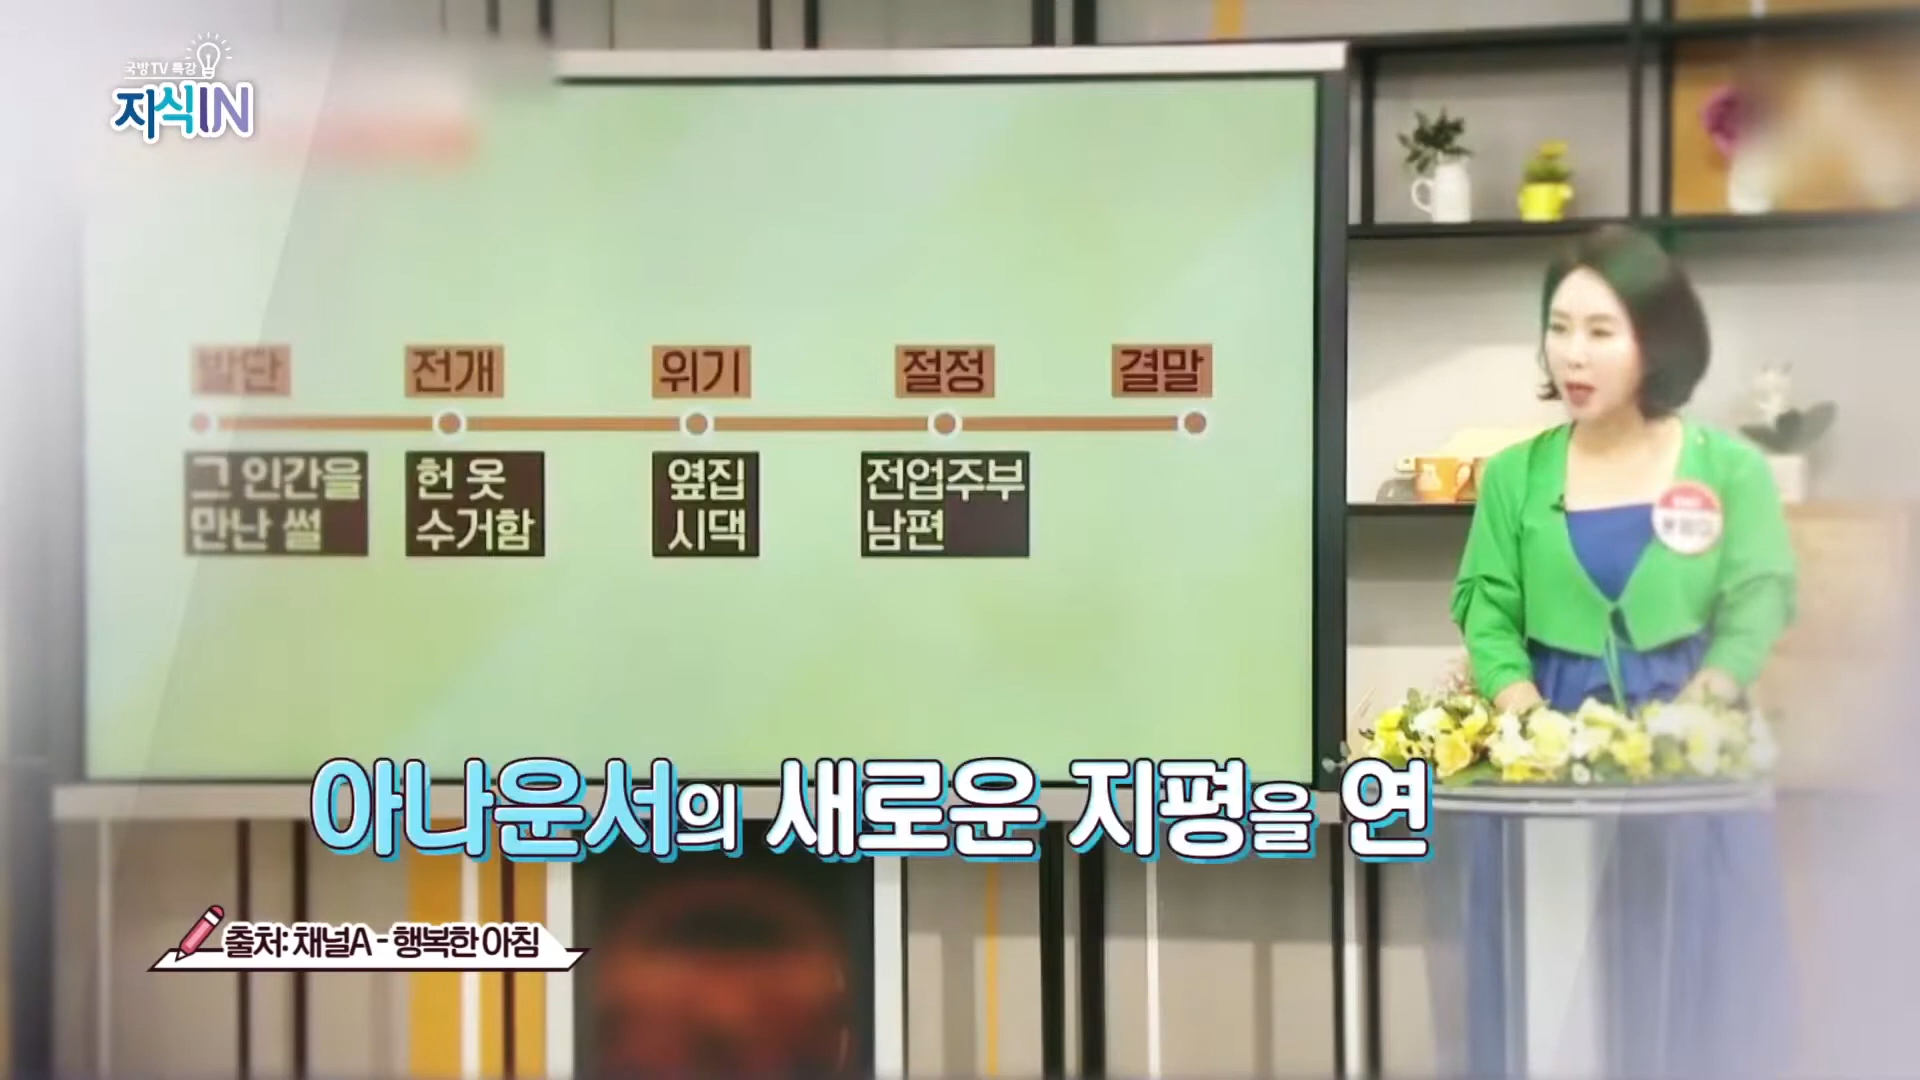 국방TV 특강
지식IN
발단 전개 위기 절정 결말
그 인간을
만난 썰
헌 옷
수거함
옆집
시댁
전업주부
남편
아나운서의 새로운 지평을 연
출처: 채널A - 행복한 아침